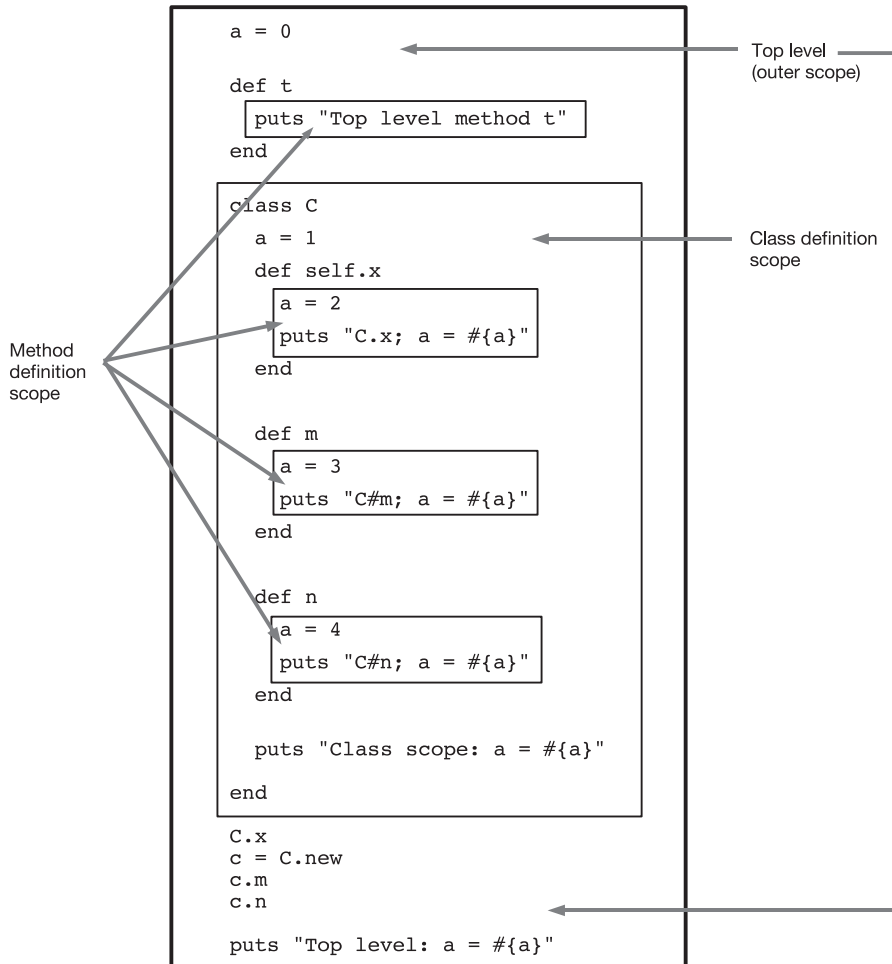 a = 0
Top level
(outer scope)
def t
puts "Top level method t"
end
class C
a = 1
Class definition
scope
def self.x
a = 2
puts "C.x; a = #{a}"
end
Method
definition
scope
def m
a = 3
puts "C#m; a = #{a}"
end
def n
a = 4
puts "C#n; a = #{a}"
end
puts "Class scope: a = #{a}"
end
C.x
c = C.new
c.m
c.n
puts "Top level: a = #{a}"